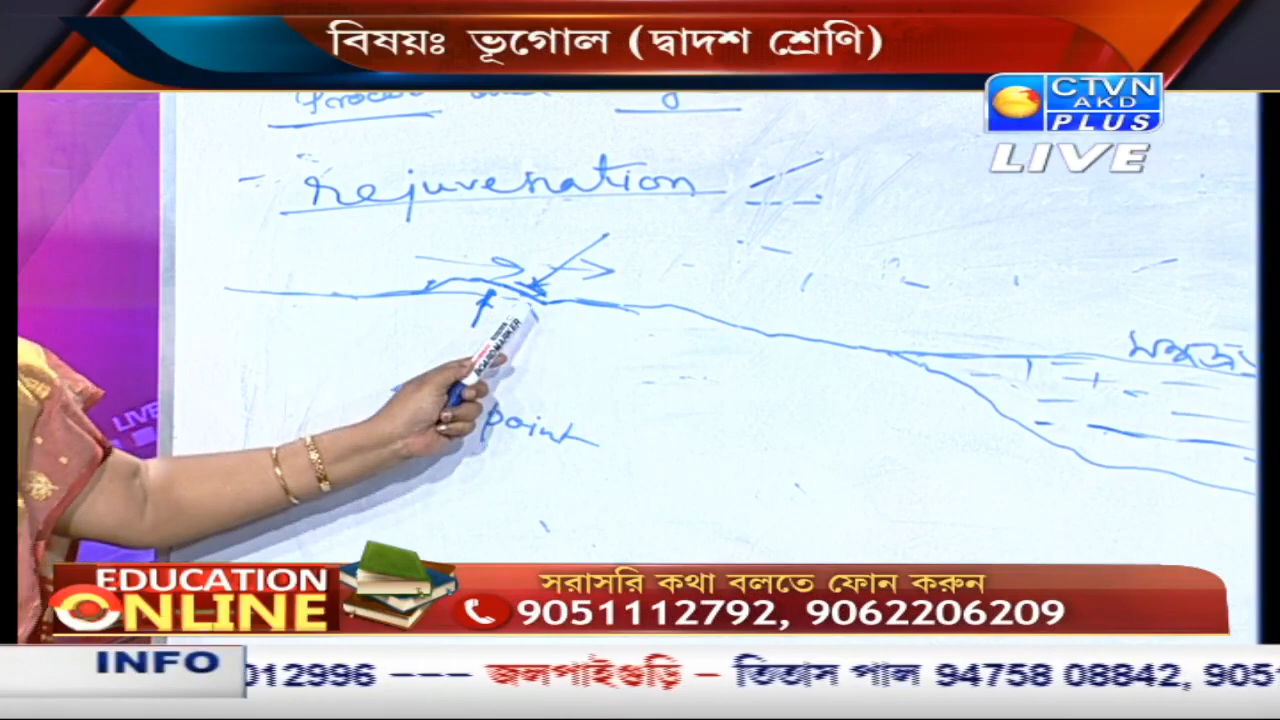 বিষয়ঃ ভূগোল (দ্বাদশ শ্রেণি)
CTVN
AKD
PLUS
LIVE
rejuvenation
point
LIVE
EDUCATION
ONLINE
সরাসরি কথা বলতে ফোন করুন
9051112792, 9062206209
INFO 012996 --- জলপাইগুড়ি – তিতাস পাল 94758 08842, 905